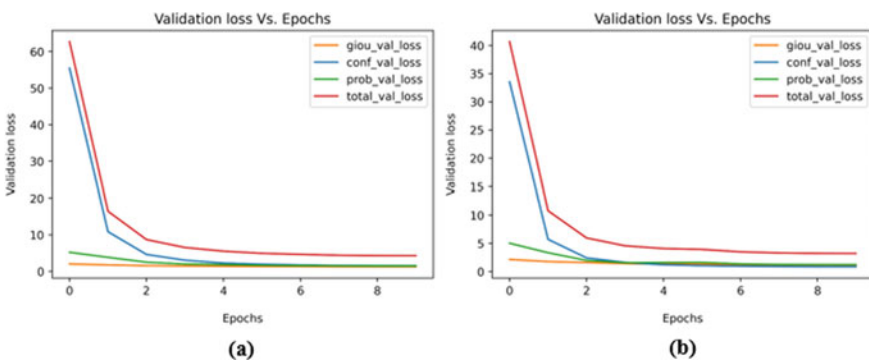 Validation loss Vs. Epochs
60
50
40
30
20
10
0
Validation loss
giou_val_loss
conf_val_loss
prob_val_loss
total_val_loss
0 2 4 6 8
Epochs
(a)
Validation loss Vs. Epochs
40
35
30
25
20
15
10
5
0
Validation loss
giou_val_loss
conf_val_loss
prob_val_loss
total_val_loss
0 2 4 6 8
Epochs
(b)